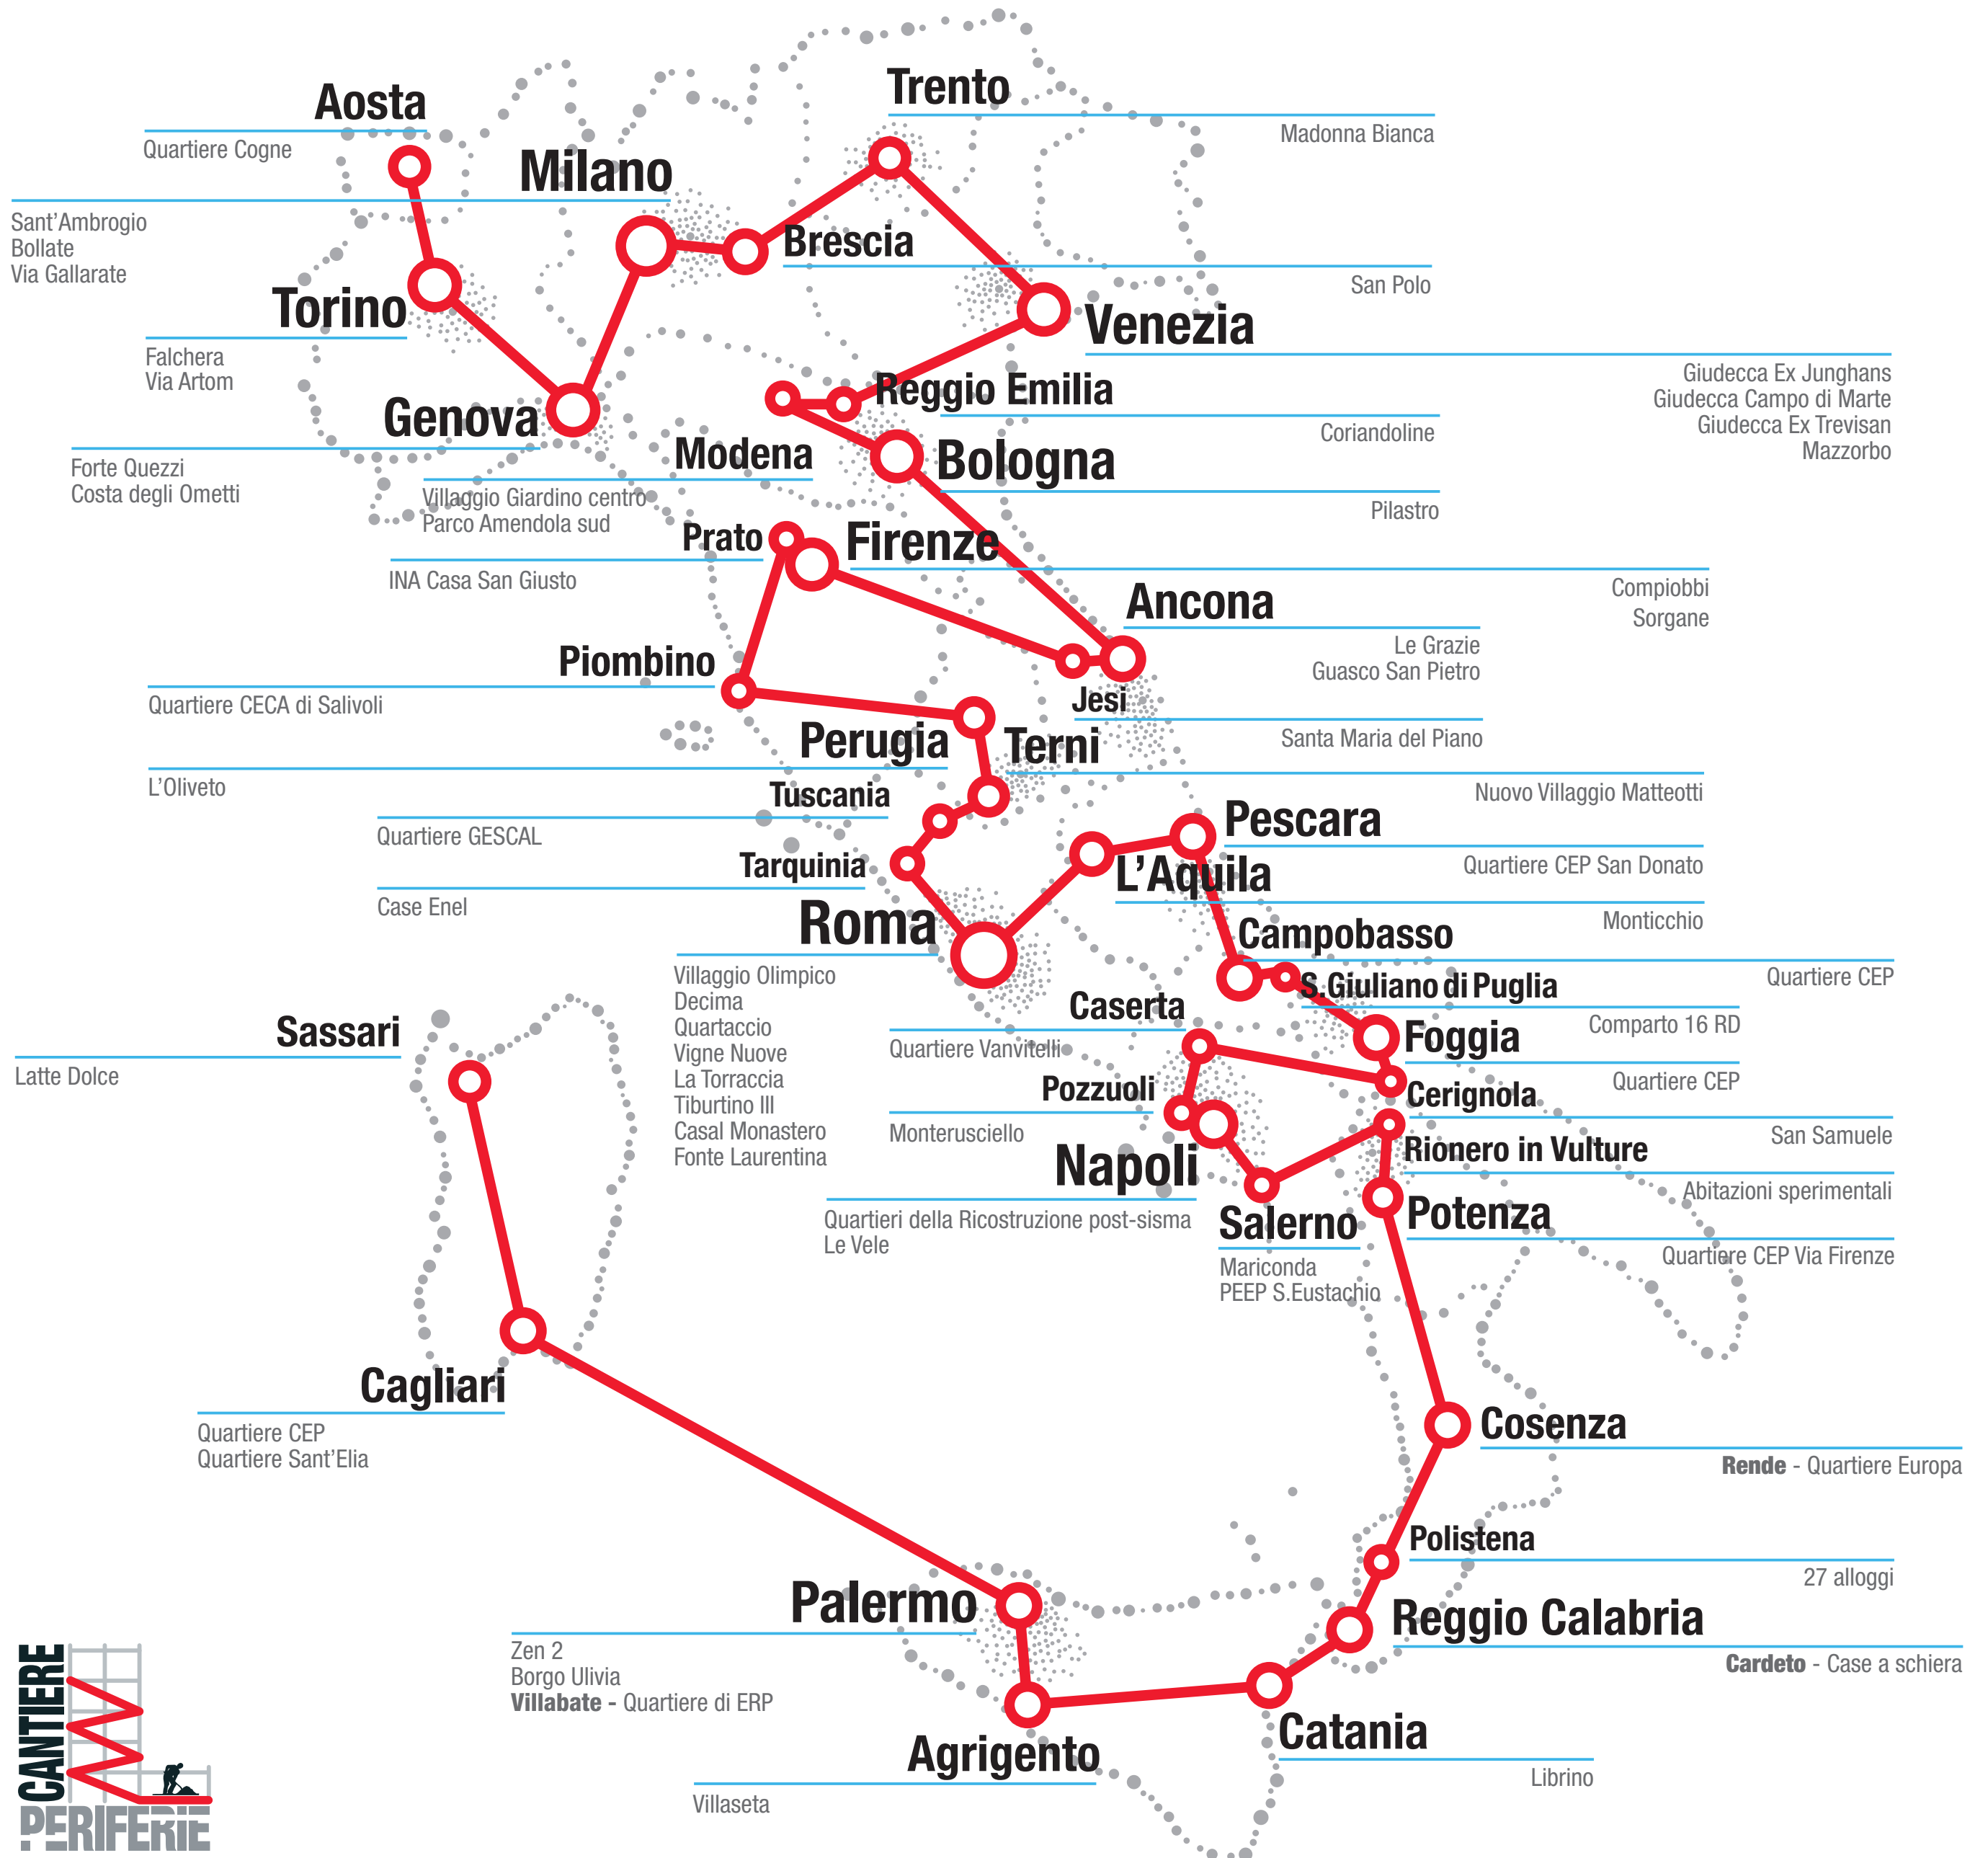 Aosta
Quartiere Cogne
Trento
Madonna Bianca
Milano
Sant'Ambrogio
Bollate
Via Gallarate
Brescia
San Polo
Torino
Falchera
Via Artom
Venezia
Giudecca Ex Junghans
Giudecca Campo di Marte
Giudecca Ex Trevisan
Mazzorbo
Reggio Emilia
Coriandoline
Genova
Forte Quezzi
Costa degli Ometti
Modena
Villaggio Giardino centro
Parco Amendola sud
Bologna
Pilastro
Prato
INA Casa San Giusto
Firenze
Compiobbi
Sorgane
Ancona
Le Grazie
Guasco San Pietro
Piombino
Quartiere CECA di Salivoli
Jesi
Santa Maria del Piano
Perugia
L'Oliveto
Terni
Nuovo Villaggio Matteotti
Tuscania
Quartiere GESCAL
Pescara
Quartiere CEP San Donato
Tarquinia
Case Enel
L'Aquila
Monticchio
Roma
Villaggio Olimpico
Decima
Quartaccio
Vigne Nuove
La Torraccia
Tiburtino III
Casal Monastero
Fonte Laurentina
Campobasso
Quartiere CEP
S.Giuliano di Puglia
Comparto 16 RD
Caserta
Quartiere Vanvitelli
Foggia
Quartiere CEP
Sassari
Latte Dolce
Pozzuoli
Monterusciello
Cerignola
San Samuele
Napoli
Quartieri della Ricostruzione post-sisma
Le Vele
Rionero in Vulture
Abitazioni sperimentali
Salerno
Mariconda
PEEP S.Eustachio
Potenza
Quartiere CEP Via Firenze
Cagliari
Quartiere CEP
Quartiere Sant'Elia
Cosenza
Rende - Quartiere Europa
Polistena
27 alloggi
Palermo
Zen 2
Borgo Ulivia
Villabate - Quartiere di ERP
Reggio Calabria
Cardeto - Case a schiera
Agrigento
Villaseta
Catania
Librino
CANTIERE
PERIFERIE